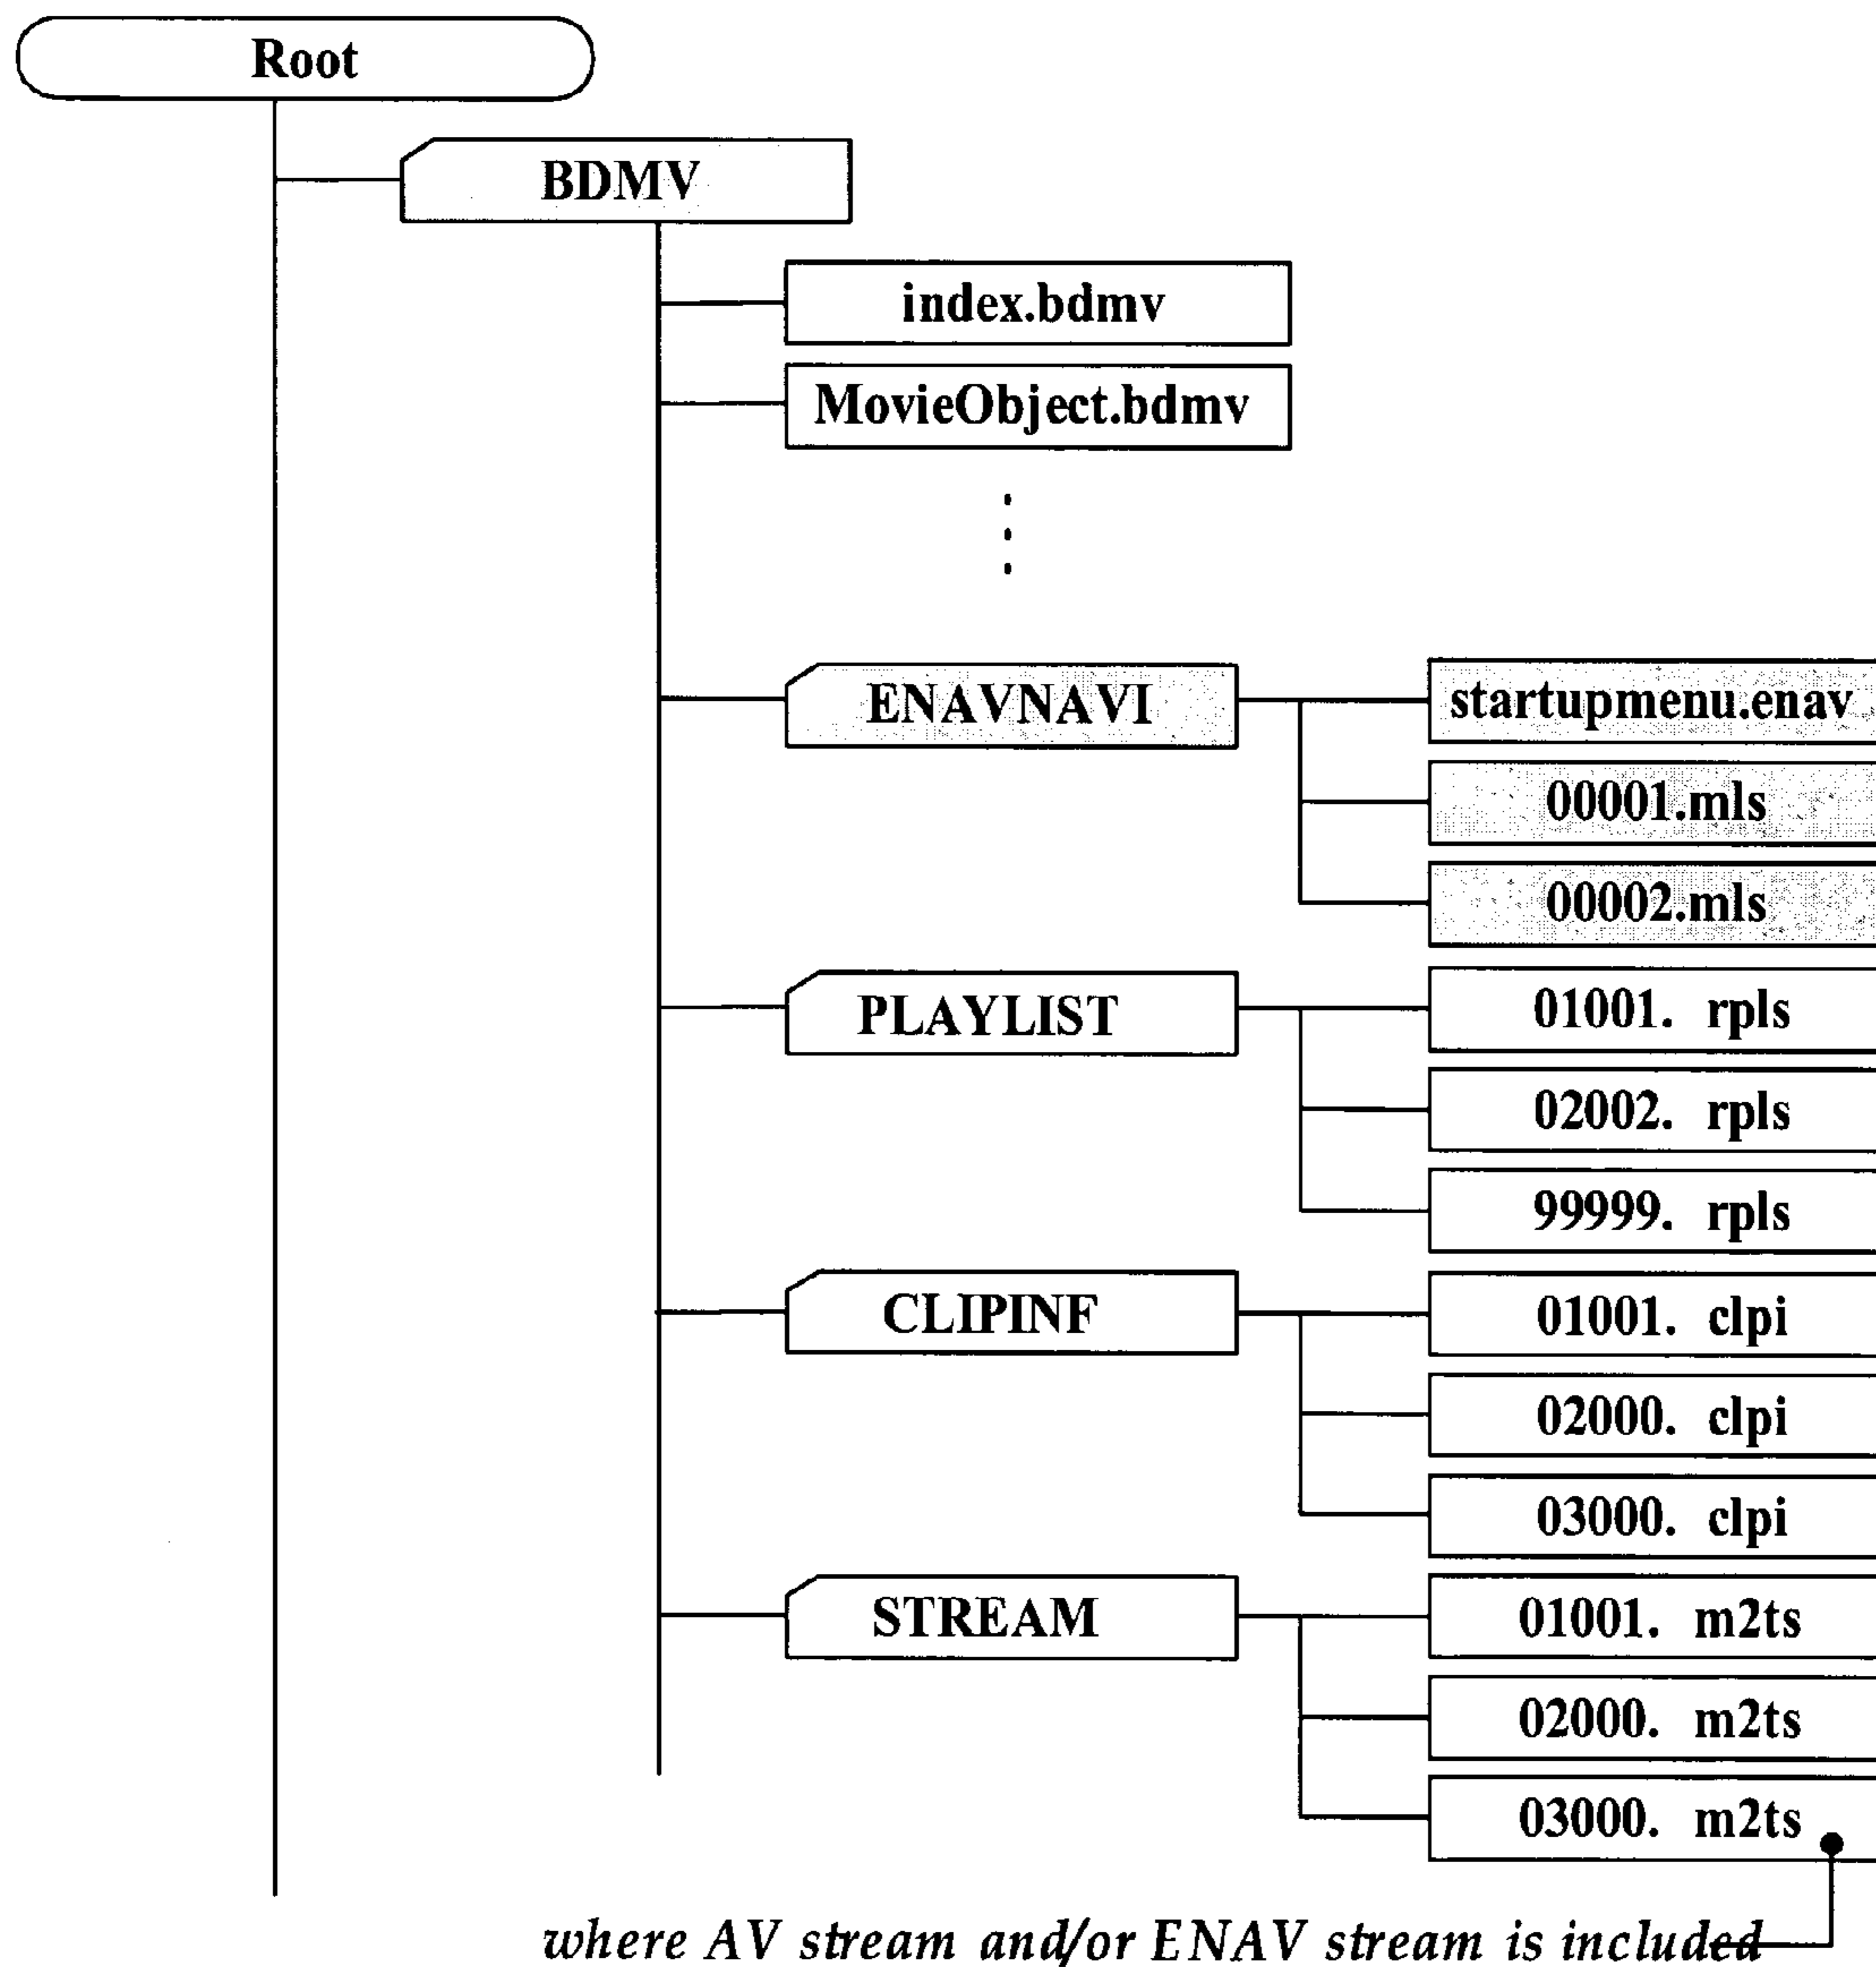 Root
BDMV
index.bdmv
MovieObject.bdmv
ENAVNAVI
startupmenu.enav
00001.mls
00002.mls
PLAYLIST
01001. rpls
02002. rpls
99999. rpls
CLIPINF
01001. clpi
02000. clpi
03000. clpi
STREAM
01001. m2ts
02000. m2ts
03000. m2ts
where AV stream and/or ENAV stream is included